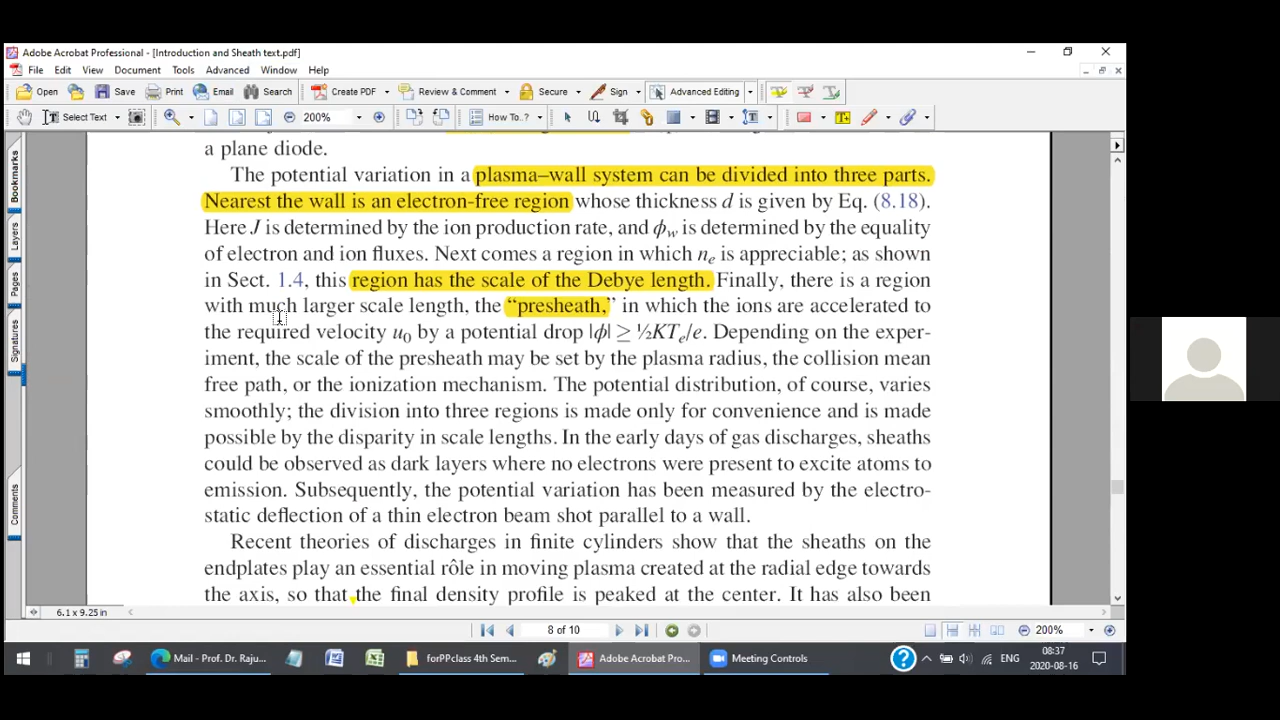 Adobe Acrobat Professional - [Introduction and Sheath text.pdf]
File Edit View Document Tools Advanced Window Help
Open Save Print Email Search Create PDF Review & Comment Secure Sign Advanced Editing
Select Text 200% How To..?
Bookmarks
Layers
Pages
Signatures
Comments
a plane diode.
The potential variation in a plasma–wall system can be divided into three parts.
Nearest the wall is an electron-free region whose thickness d is given by Eq. (8.18).
Here J is determined by the ion production rate, and ϕw is determined by the equality
of electron and ion fluxes. Next comes a region in which ne is appreciable; as shown
in Sect. 1.4, this region has the scale of the Debye length. Finally, there is a region
with much larger scale length, the “presheath,” in which the ions are accelerated to
the required velocity u0 by a potential drop |ϕ| ≥ ½KTe/e. Depending on the exper-
iment, the scale of the presheath may be set by the plasma radius, the collision mean
free path, or the ionization mechanism. The potential distribution, of course, varies
smoothly; the division into three regions is made only for convenience and is made
possible by the disparity in scale lengths. In the early days of gas discharges, sheaths
could be observed as dark layers where no electrons were present to excite atoms to
emission. Subsequently, the potential variation has been measured by the electro-
static deflection of a thin electron beam shot parallel to a wall.
Recent theories of discharges in finite cylinders show that the sheaths on the
endplates play an essential rôle in moving plasma created at the radial edge towards
the axis, so that the final density profile is peaked at the center. It has also been
6.1 x 9.25 in
8 of 10 200%
Mail - Prof. Dr. Raju... forPPclass 4th Sem... Adobe Acrobat Pro... Meeting Controls ENG 08:37
2020-08-16